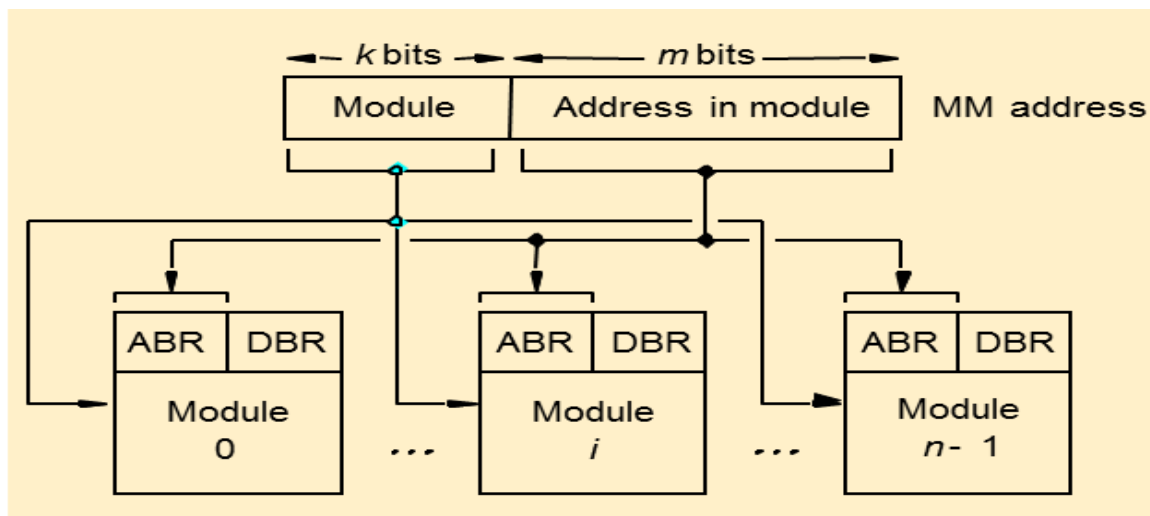 k bits m bits
Module Address in module MM address
ABR DBR ABR DBR ABR DBR
Module Module Module
0 ... i ... n - 1